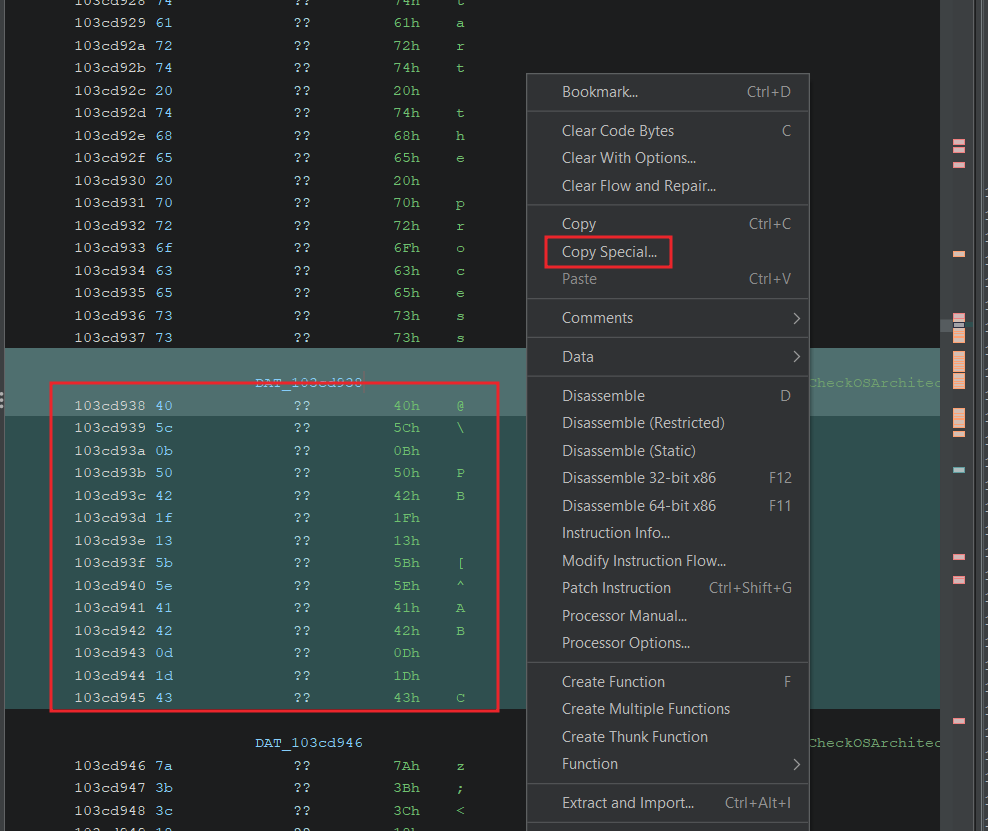 103cd928 74 ?? 74h t
103cd929 61 ?? 61h a
103cd92a 72 ?? 72h r
103cd92b 74 ?? 74h t
103cd92c 20 ?? 20h
103cd92d 74 ?? 74h t
103cd92e 68 ?? 68h h
103cd92f 65 ?? 65h e
103cd930 20 ?? 20h
103cd931 70 ?? 70h p
103cd932 72 ?? 72h r
103cd933 6f ?? 6Fh o
103cd934 63 ?? 63h c
103cd935 65 ?? 65h e
103cd936 73 ?? 73h s
103cd937 73 ?? 73h s
DAT_103cd938
CheckOSArchitec
103cd938 40 ?? 40h @
103cd939 5c ?? 5Ch \
103cd93a 0b ?? 0Bh
103cd93b 50 ?? 50h P
103cd93c 42 ?? 42h B
103cd93d 1f ?? 1Fh
103cd93e 13 ?? 13h
103cd93f 5b ?? 5Bh [
103cd940 5e ?? 5Eh ^
103cd941 41 ?? 41h A
103cd942 42 ?? 42h B
103cd943 0d ?? 0Dh
103cd944 1d ?? 1Dh
103cd945 43 ?? 43h C
DAT_103cd946
CheckOSArchitec
103cd946 7a ?? 7Ah z
103cd947 3b ?? 3Bh ;
103cd948 3c ?? 3Ch <
Bookmark... Ctrl+D
Clear Code Bytes C
Clear With Options...
Clear Flow and Repair...
Copy Ctrl+C
Copy Special...
Paste Ctrl+V
Comments
Data
Disassemble D
Disassemble (Restricted)
Disassemble (Static)
Disassemble 32-bit x86 F12
Disassemble 64-bit x86 F11
Instruction Info...
Modify Instruction Flow...
Patch Instruction Ctrl+Shift+G
Processor Manual...
Processor Options...
Create Function F
Create Multiple Functions
Create Thunk Function
Function
Extract and Import... Ctrl+Alt+I